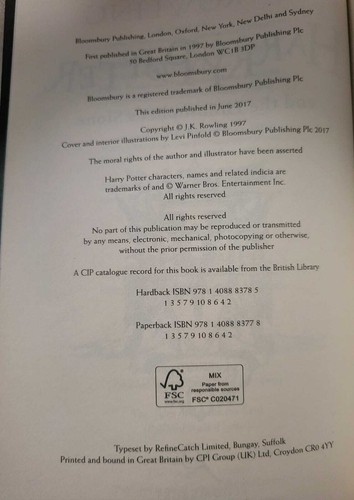 Bloomsbury Publishing, London, Oxford, New York, New Delhi and Sydney
First published in Great Britain in 1997 by Bloomsbury Publishing Plc
50 Bedford Square, London WC1B 3DP
www.bloomsbury.com
Bloomsbury is a registered trademark of Bloomsbury Publishing Plc
This edition published in June 2017
Copyright © J.K. Rowling 1997
Cover and interior illustrations by Levi Pinfold © Bloomsbury Publishing Plc 2017
The moral rights of the author and illustrator have been asserted
Harry Potter characters, names and related indicia are
trademarks of and © Warner Bros. Entertainment Inc.
All rights reserved
All rights reserved
No part of this publication may be reproduced or transmitted
by any means, electronic, mechanical, photocopying or otherwise,
without the prior permission of the publisher
A CIP catalogue record for this book is available from the British Library
Hardback ISBN 978 1 4088 8378 5
1 3 5 7 9 10 8 6 4 2
Paperback ISBN 978 1 4088 8377 8
1 3 5 7 9 10 8 6 4 2
FSC
www.fsc.org
MIX
Paper from
responsible sources
FSC® C020471
Typeset by RefineCatch Limited, Bungay, Suffolk
Printed and bound in Great Britain by CPI Group (UK) Ltd, Croydon CR0 4YY